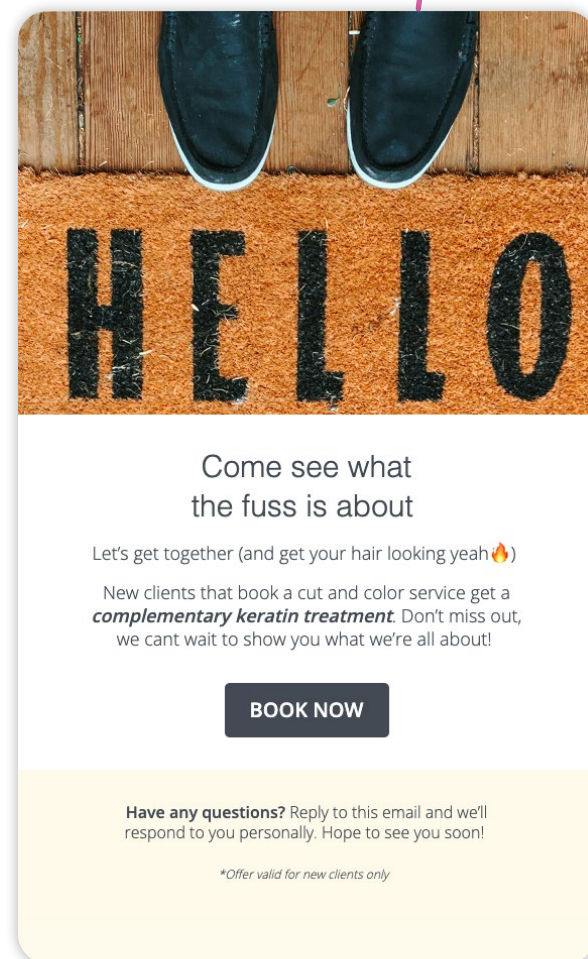 HELLO
Come see what
the fuss is about
Let's get together (and get your hair looking yeah🔥)
New clients that book a cut and color service get a
complementary keratin treatment. Don't miss out,
we cant wait to show you what we're all about!
BOOK NOW
Have any questions? Reply to this email and we'll
respond to you personally. Hope to see you soon!
*Offer valid for new clients only